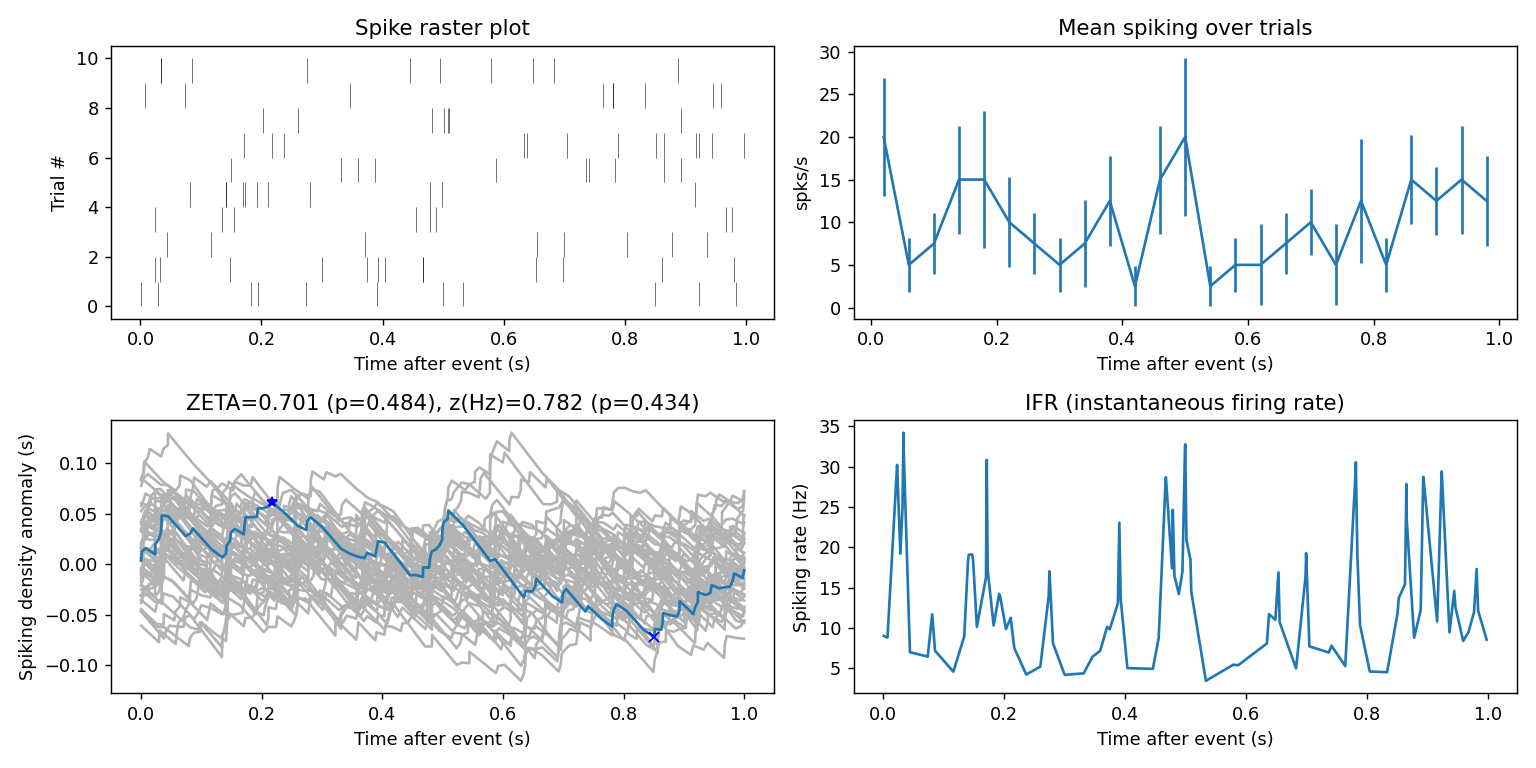 Spike raster plot
Trial #
10
8
6
4
2
0
0.0 0.2 0.4 0.6 0.8 1.0
Time after event (s)
Mean spiking over trials
spks/s
30
25
20
15
10
5
0
0.0 0.2 0.4 0.6 0.8 1.0
Time after event (s)
ZETA=0.701 (p=0.484), z(Hz)=0.782 (p=0.434)
Spiking density anomaly (s)
0.10
0.05
0.00
−0.05
−0.10
0.0 0.2 0.4 0.6 0.8 1.0
Time after event (s)
IFR (instantaneous firing rate)
Spiking rate (Hz)
35
30
25
20
15
10
5
0.0 0.2 0.4 0.6 0.8 1.0
Time after event (s)